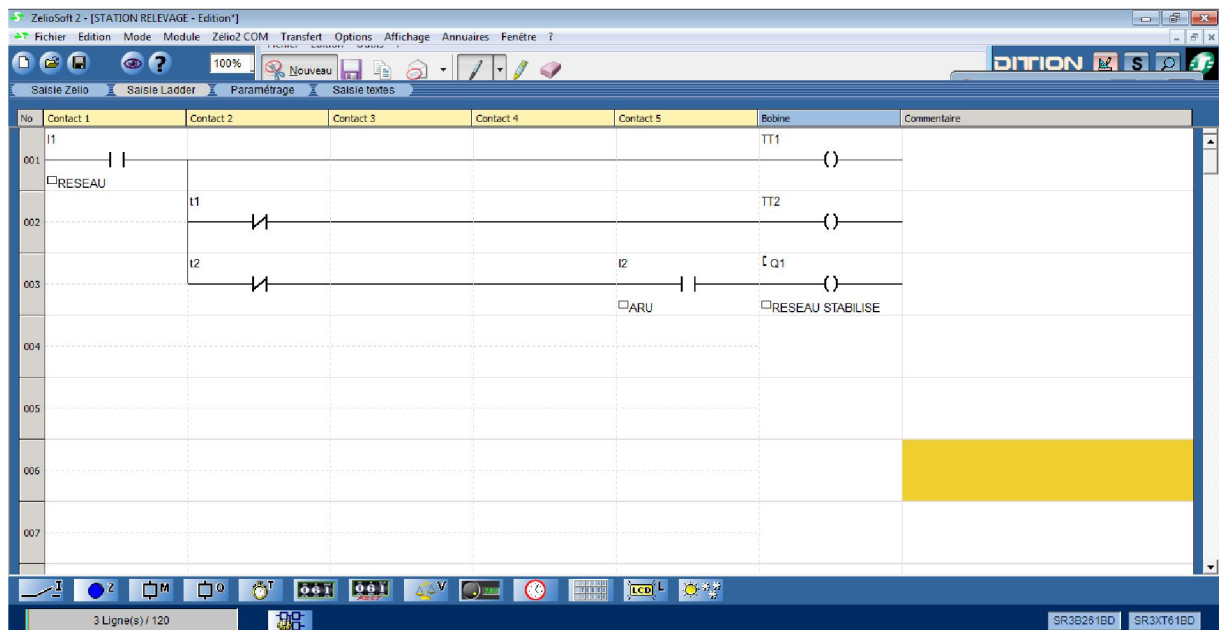 ZelioSoft 2 - [STATION RELEVAGE - Edition*]
Fichier Edition Mode Module Zélio2 COM Transfert Options Affichage Annuaires Fenêtre ?
100% Nouveau DITION S
Saisie Zelio Saisie Ladder Paramétrage Saisie textes
No Contact 1 Contact 2 Contact 3 Contact 4 Contact 5 Bobine Commentaire
I1 TT1
001
RESEAU
t1 TT2
002
t2 I2 [ Q1
003
ARU RESEAU STABILISE
004
005
006
007
I Z M O T V LCD L
3 Ligne(s) / 120 SR3B261BD SR3XT61BD